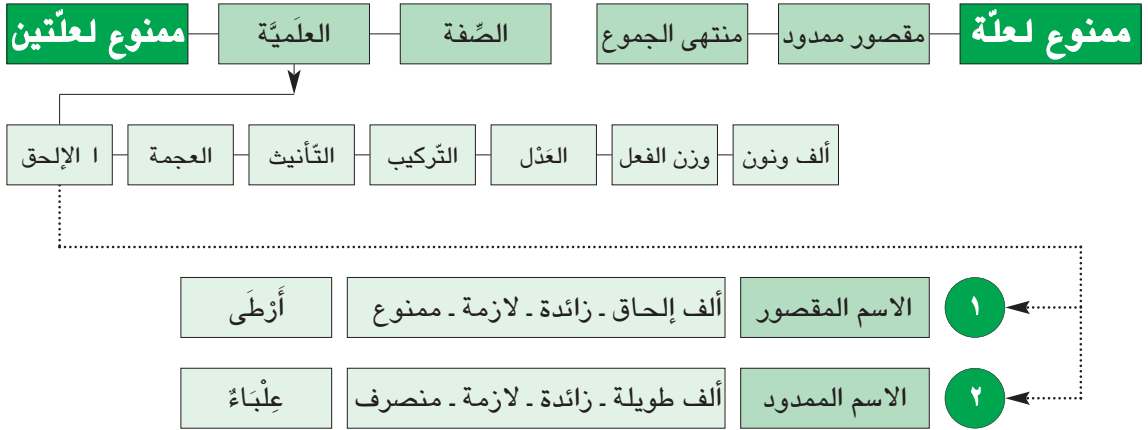 ممنوع لعلّة مقصور ممدود منتهى الجموع الصِّفة العلَميَّة ممنوع لعلّتين
ألف ونون وزن الفعل العَدْل التّركيب التّأنيث العجمة ا الإلحق
١ الاسم المقصور ألف إلحاق ـ زائدة ـ لازمة ـ ممنوع أَرْطَى
٢ الاسم الممدود ألف طويلة ـ زائدة ـ لازمة ـ منصرف عِلْبَاءٌ